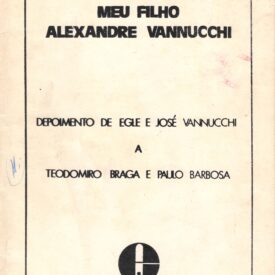 MEU FILHO
ALEXANDRE VANNUCCHI
DEPOIMENTO DE EGLE E JOSÉ VANNUCCHI
A
TEODOMIRO BRAGA E PAULO BARBOSA